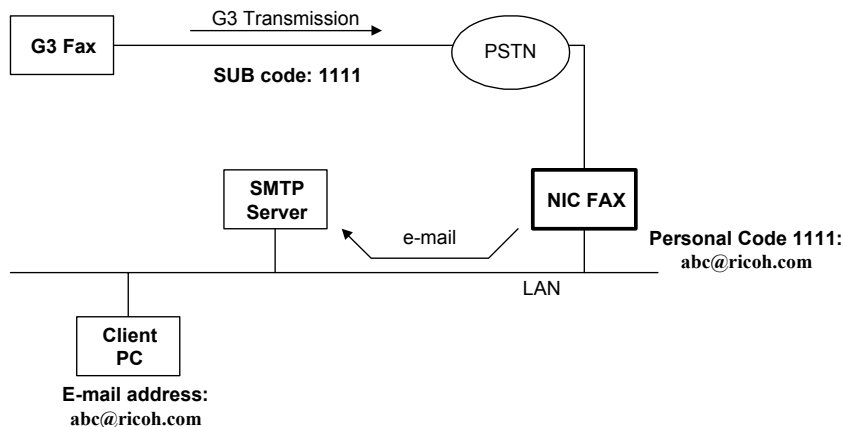 G3 Transmission
G3 Fax
PSTN
SUB code: 1111
SMTP
Server
NIC FAX
e-mail
Personal Code 1111:
abc@ricoh.com
LAN
Client
PC
E-mail address:
abc@ricoh.com